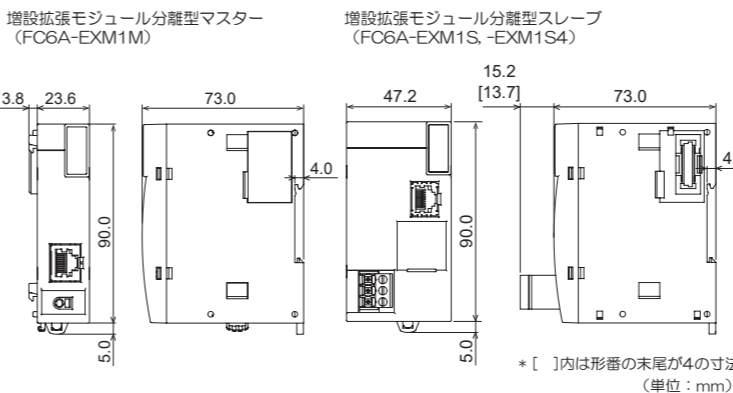 増設拡張モジュール分離型マスター
（FC6A-EXM1M）
増設拡張モジュール分離型スレーブ
（FC6A-EXM1S, -EXM1S4）
3.8
23.6
90.0
5.0
73.0
4.0
47.2
90.0
5.0
15.2
[13.7]
73.0
4.
＊[　]内は形番の末尾が4の寸法
（単位：mm）